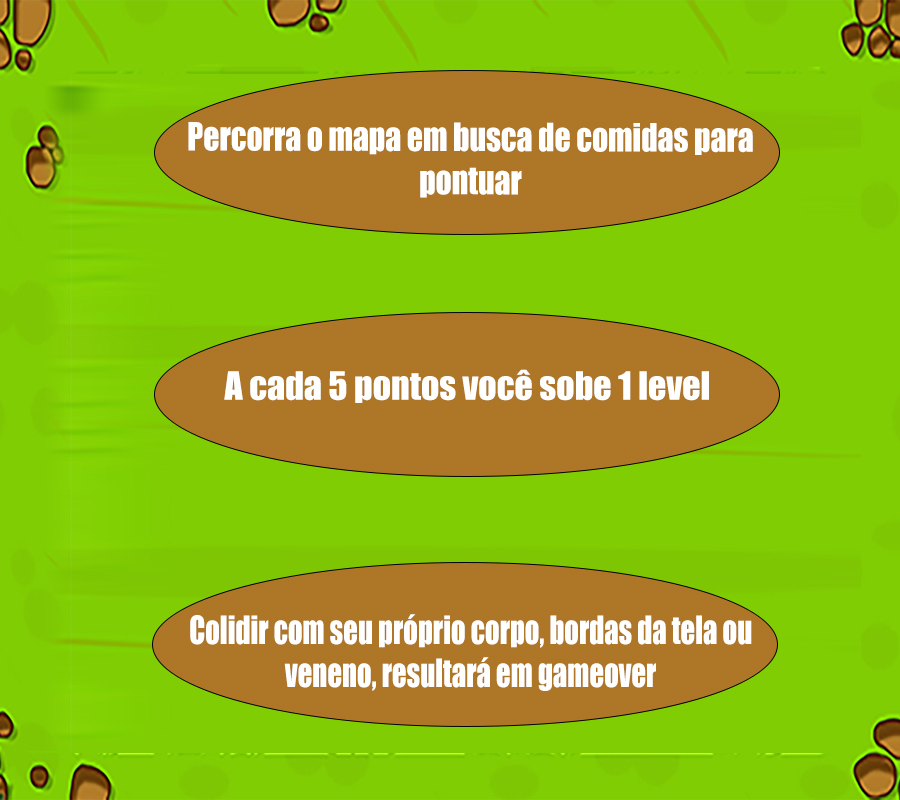 Percorra o mapa em busca de comidas para
pontuar
A cada 5 pontos você sobe 1 level
Colidir com seu próprio corpo, bordas da tela ou
veneno, resultará em gameover